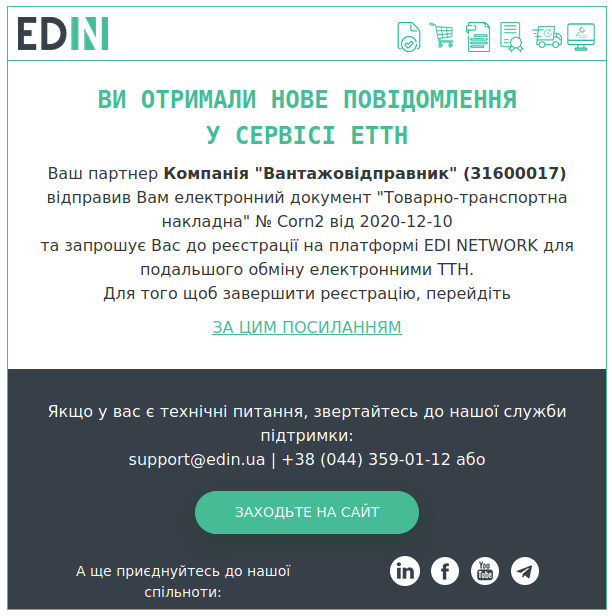 EDIN
ВИ ОТРИМАЛИ НОВЕ ПОВІДОМЛЕННЯ
У СЕРВІСІ ЕТТН
Ваш партнер Компанія "Вантажовідправник" (31600017)
відправив Вам електронний документ "Товарно-транспортна
накладна" № Corn2 від 2020-12-10
та запрошує Вас до реєстрації на платформі EDI NETWORK для
подальшого обміну електронними ТТН.
Для того щоб завершити реєстрацію, перейдіть
ЗА ЦИМ ПОСИЛАННЯМ
Якщо у вас є технічні питання, звертайтесь до нашої служби
підтримки:
support@edin.ua | +38 (044) 359-01-12 або
ЗАХОДЬТЕ НА САЙТ
А ще приєднуйтесь до нашої
спільноти:
in
f
You
Tube